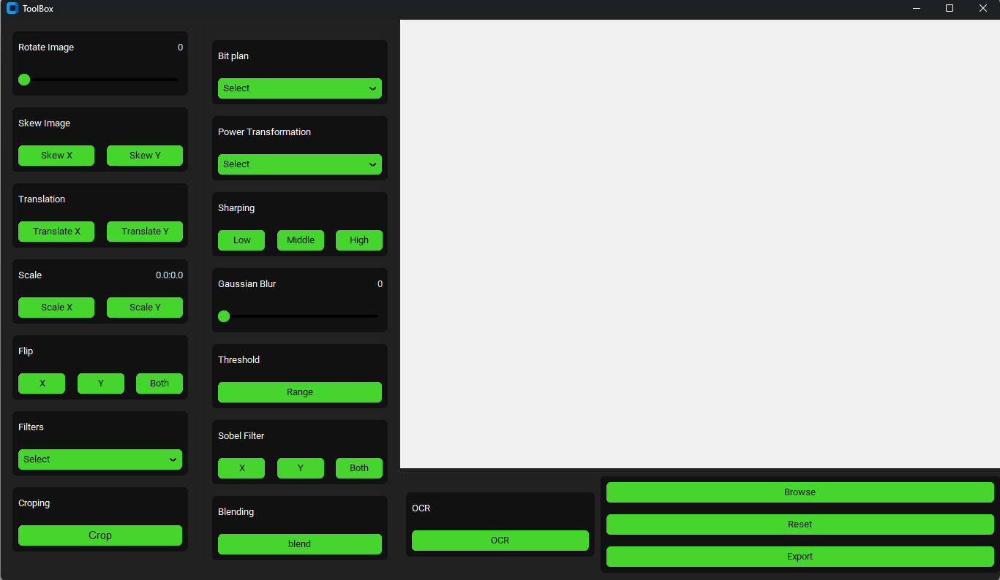 ToolBox
Rotate Image 0
Skew Image
Skew X Skew Y
Translation
Translate X Translate Y
Scale 0.0:0.0
Scale X Scale Y
Flip
X Y Both
Filters
Select
Croping
Crop
Bit plan
Select
Power Transformation
Select
Sharping
Low Middle High
Gaussian Blur 0
Threshold
Range
Sobel Filter
X Y Both
Blending
blend
OCR
OCR
Browse
Reset
Export